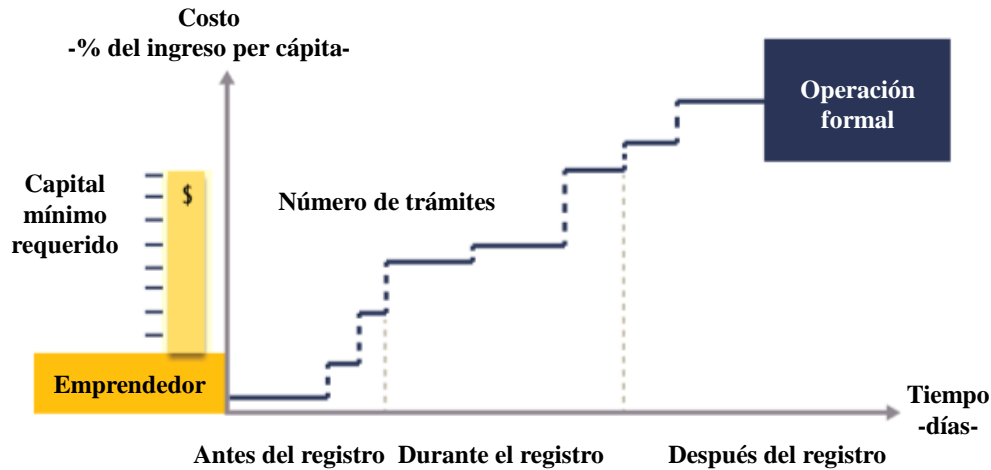 Costo
-% del ingreso per cápita-
Operación
formal
Capital
mínimo
requerido
$
Número de trámites
Emprendedor
Tiempo
-días-
Antes del registro
Durante el registro
Después del registro